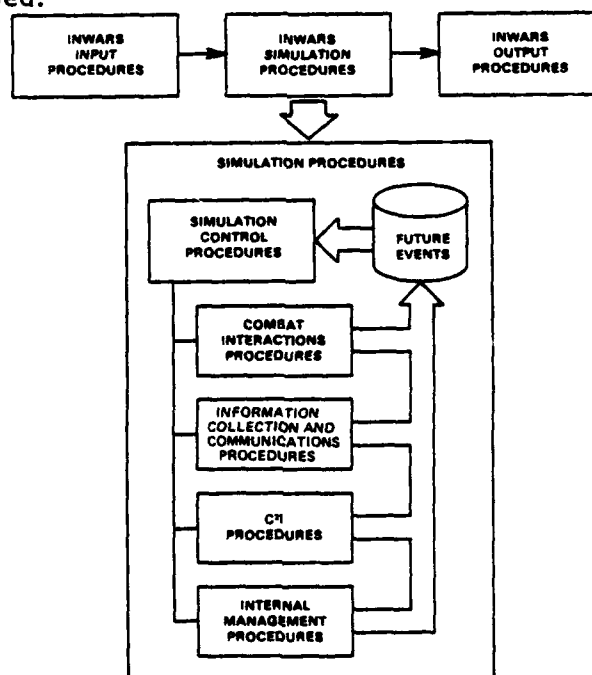 INWARS
INPUT
PROCEDURES
INWARS
SIMULATION
PROCEDURES
INWARS
OUTPUT
PROCEDURES
SIMULATION PROCEDURES
SIMULATION
CONTROL
PROCEDURES
FUTURE
EVENTS
COMBAT
INTERACTIONS
PROCEDURES
INFORMATION
COLLECTION AND
COMMUNICATIONS
PROCEDURES
PROCEDURES
INTERNAL
MANAGEMENT
PROCEDURES